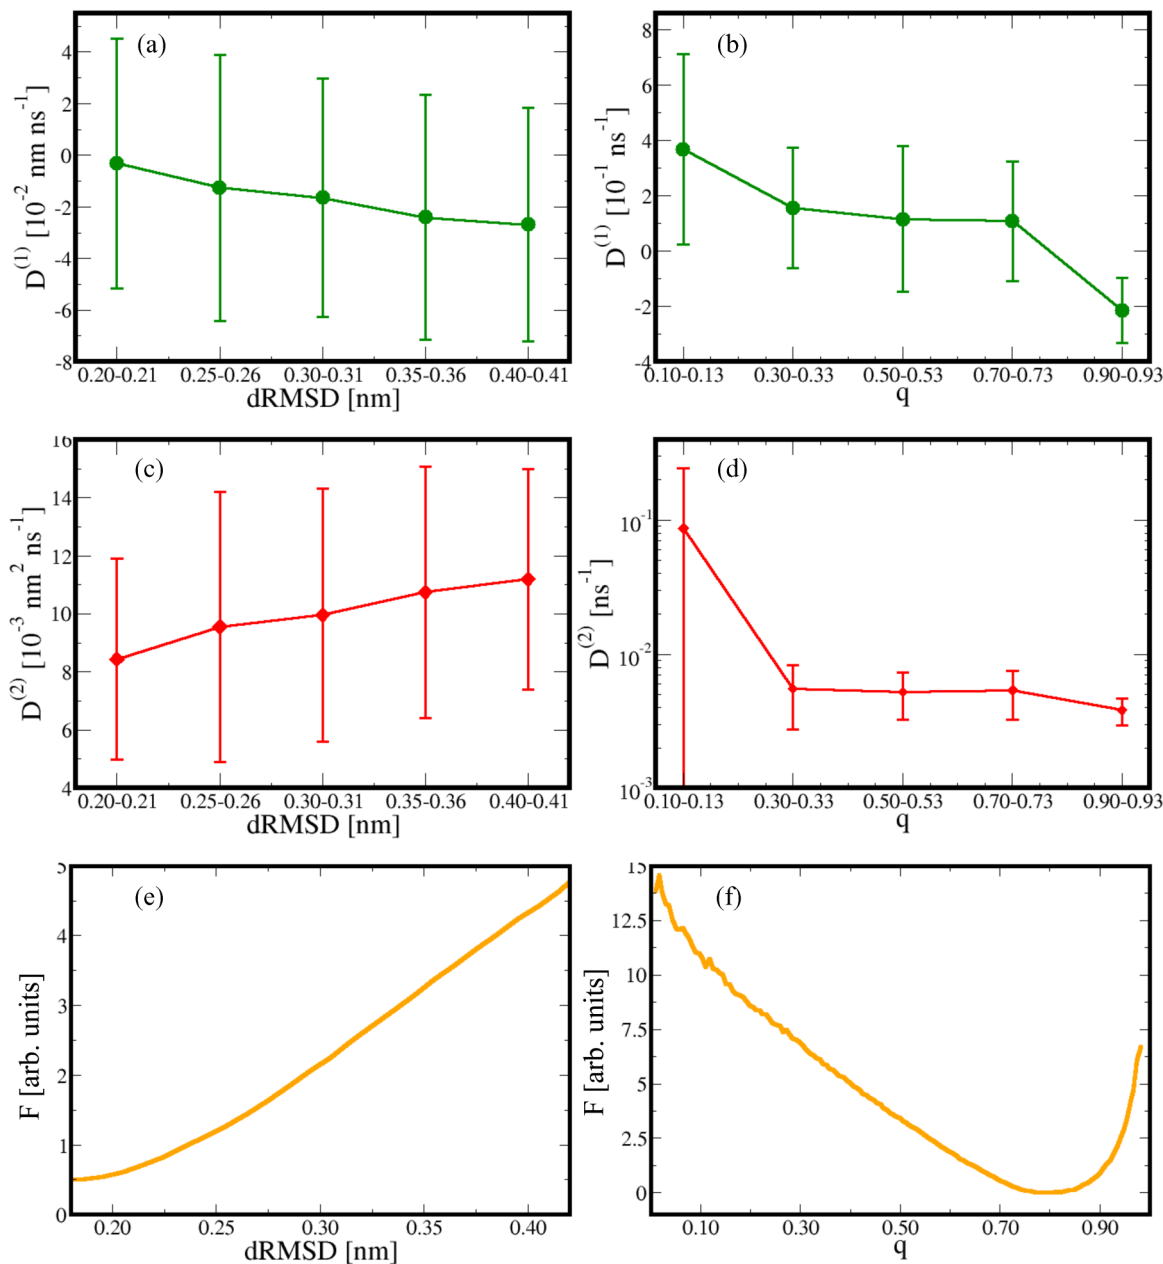 (a)
4
2
0
-2
-4
-6
-8
D(1) [10-2 nm ns-1]
0.20-0.21 0.25-0.26 0.30-0.31 0.35-0.36 0.40-0.41
dRMSD [nm]
(b)
8
6
4
2
0
-2
-4
D(1) [10-1 ns-1]
0.10-0.13 0.30-0.33 0.50-0.53 0.70-0.73 0.90-0.93
q
(c)
16
14
12
10
8
6
4
D(2) [10-3 nm2 ns-1]
0.20-0.21 0.25-0.26 0.30-0.31 0.35-0.36 0.40-0.41
dRMSD [nm]
(d)
10-1
10-2
10-3
D(2) [ns-1]
0.10-0.13 0.30-0.33 0.50-0.53 0.70-0.73 0.90-0.93
q
(e)
5
4
3
2
1
0
F [arb. units]
0.20 0.25 0.30 0.35 0.40
dRMSD [nm]
(f)
15
12.5
10
7.5
5
2.5
0
F [arb. units]
0.10 0.30 0.50 0.70 0.90
q